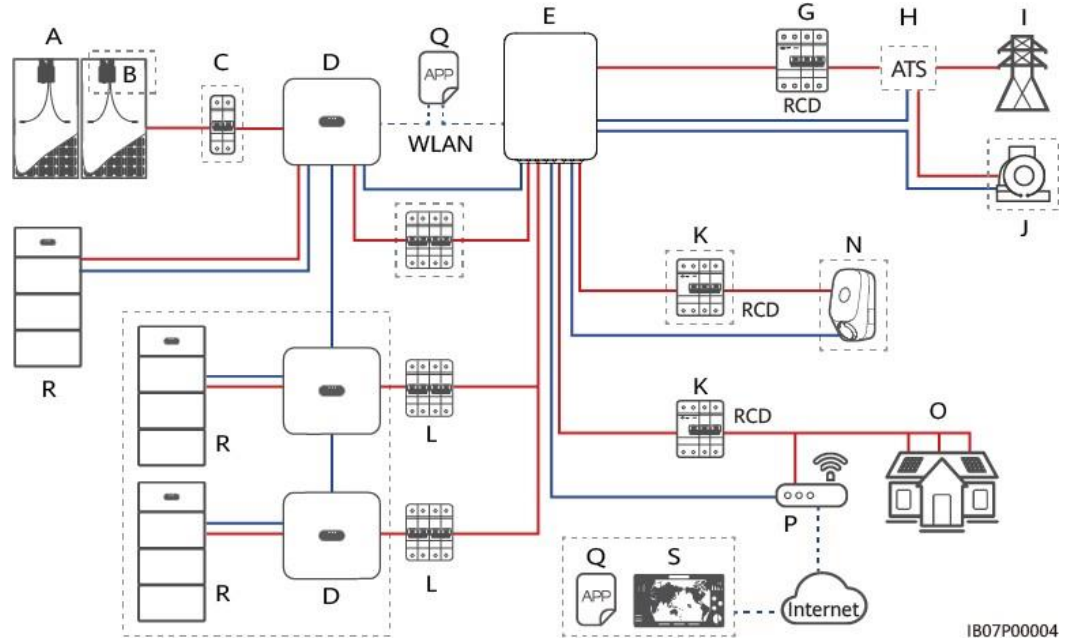 A
B
C
D
Q
APP
WLAN
E
G
RCD
H
ATS
I
J
K
RCD
N
R
R
L
K
RCD
O
P
R
D
L
Q
APP
S
Internet
IB07P00004